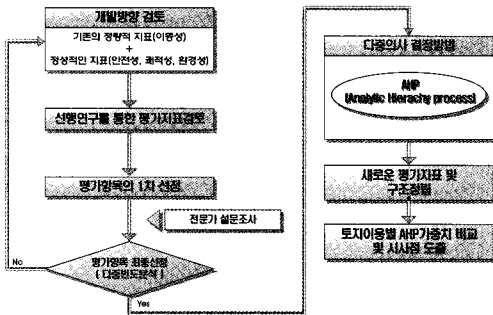 개발방향 검토
기존의 정량적 지표(이동성)
+
정성적인 지표(안전성, 쾌적성, 환경성)
선행연구를 통한 평가지표검토
평가항목의 1차 선정
전문가 설문조사
평가항목 최종선정
( 다중빈도분석 )
No
Yes
다중의사 결정방법
AHP
(Analytic Hierachy process)
새로운 평가지표 및
구조정립
토지이용별 AHP가중치 비교
및 시사점 도출